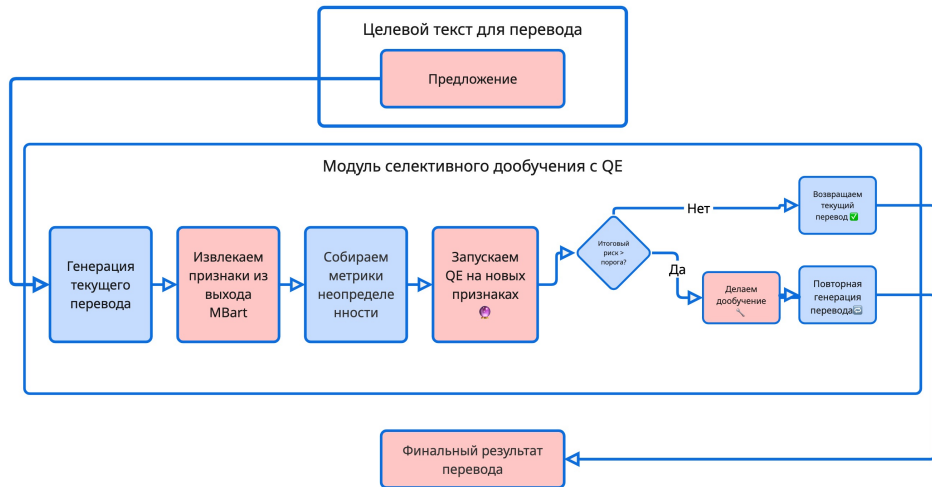 Целевой текст для перевода
Предложение
Модуль селективного дообучения с QE
Генерация
текущего
перевода
Извлекаем
признаки из
выхода
MBart
Собираем
метрики
неопределе
нности
Запускаем
QE на новых
признаках
🔮
Итоговый
риск >
порога?
Нет
Да
Возвращаем
текущий
перевод ✅
Делаем
дообучение
🔧
Повторная
генерация
перевода🔄
Финальный результат
перевода